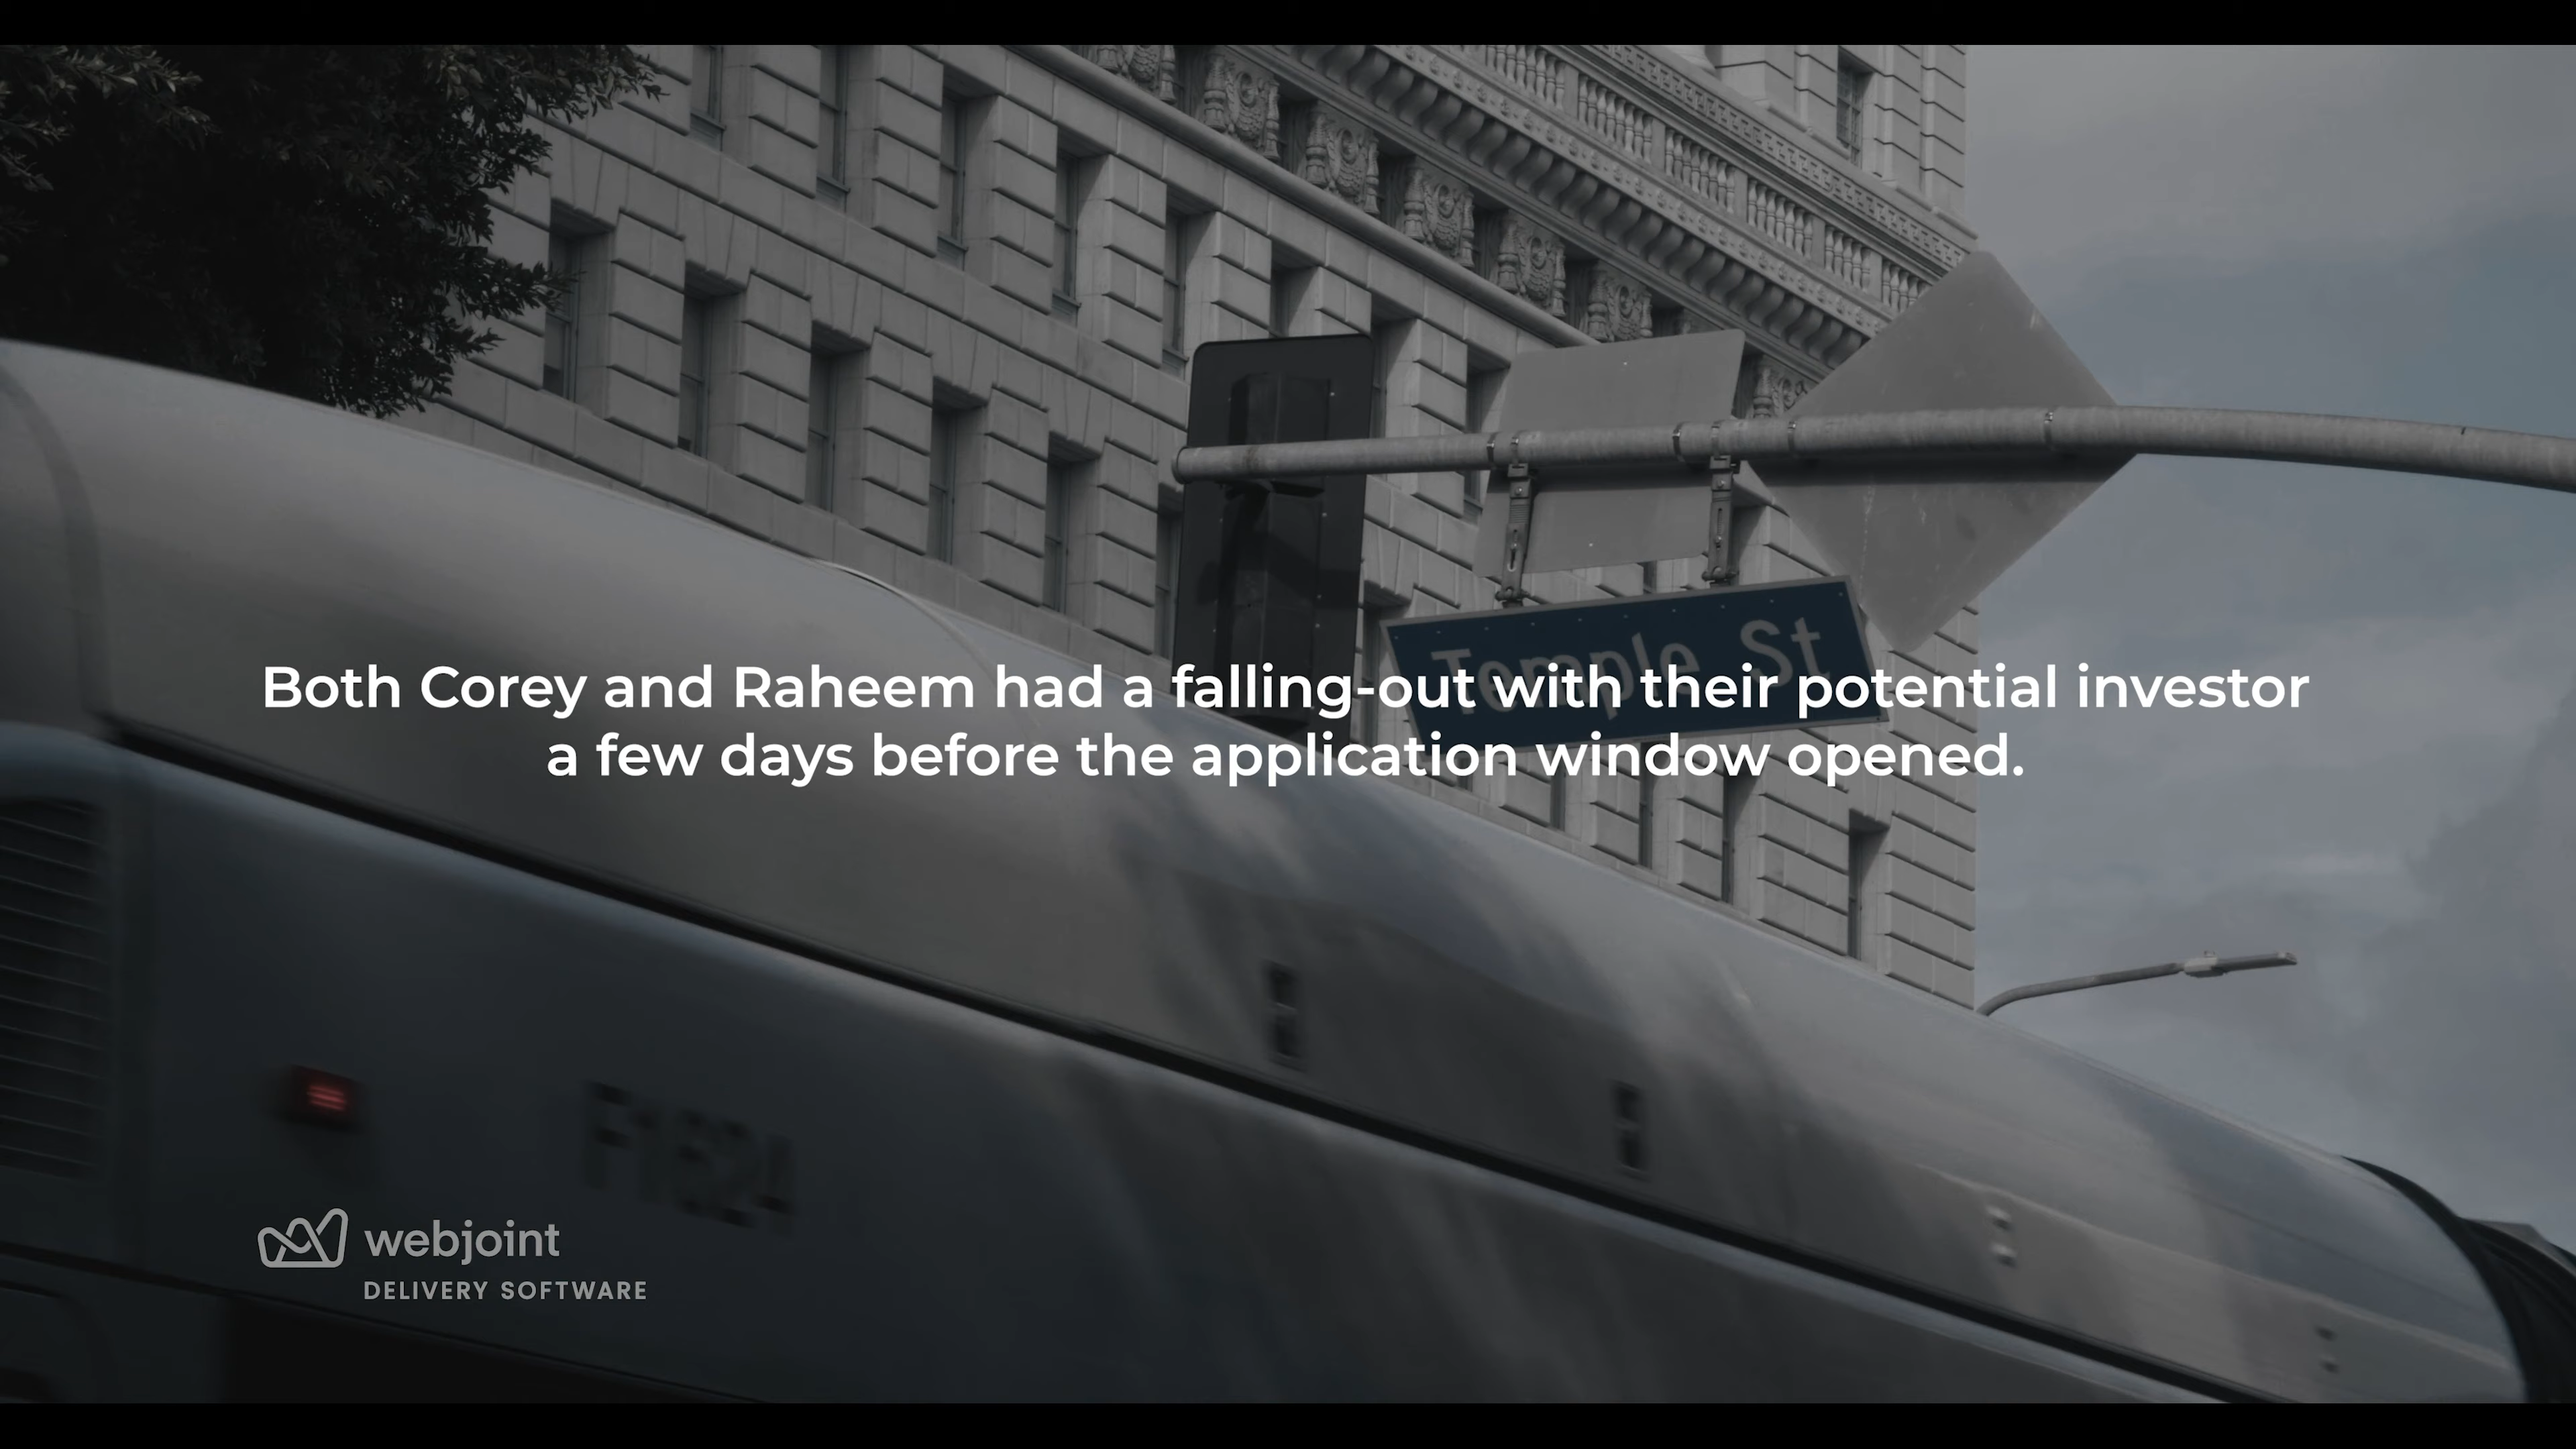 Temple St
Both Corey and Raheem had a falling-out with their potential investor
a few days before the application window opened.
webjoint
DELIVERY SOFTWARE